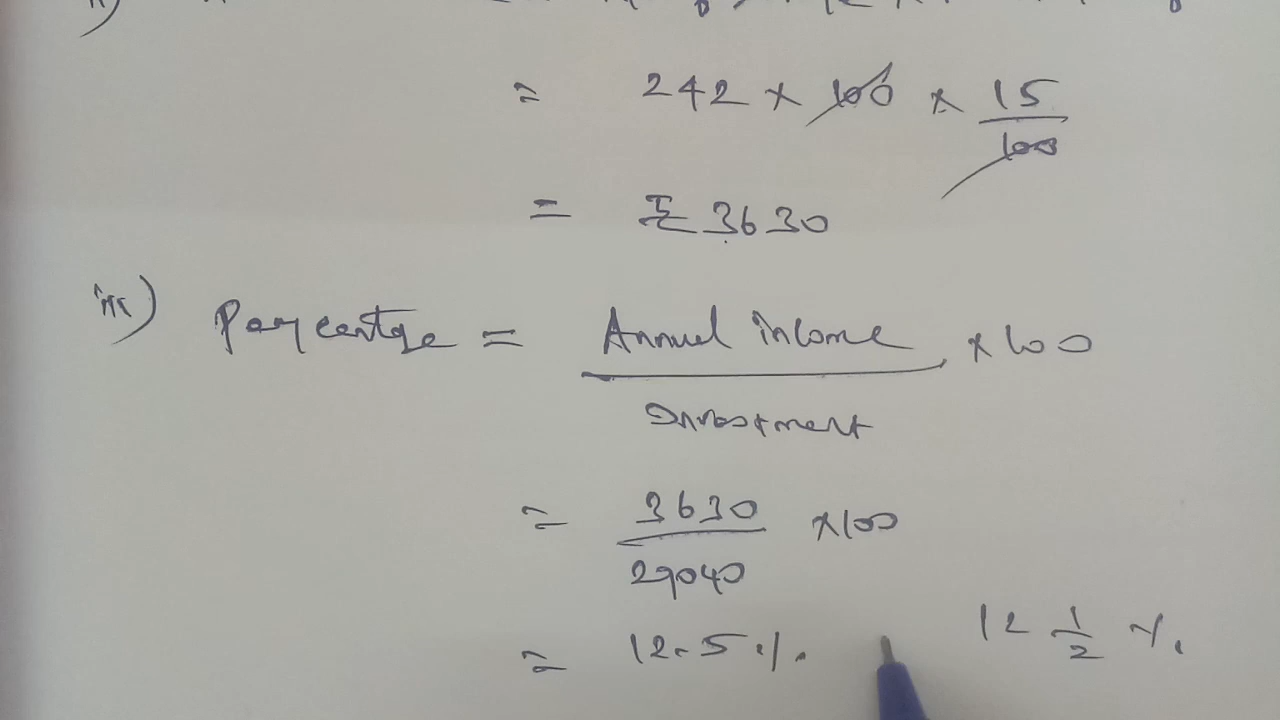 = 242 × 100 × 15/100
= ₹ 3630
iii) Percentage = Annual income / Investment × 100
= 3630/29040 × 100
= 12.5 %. 12 1/2 %.